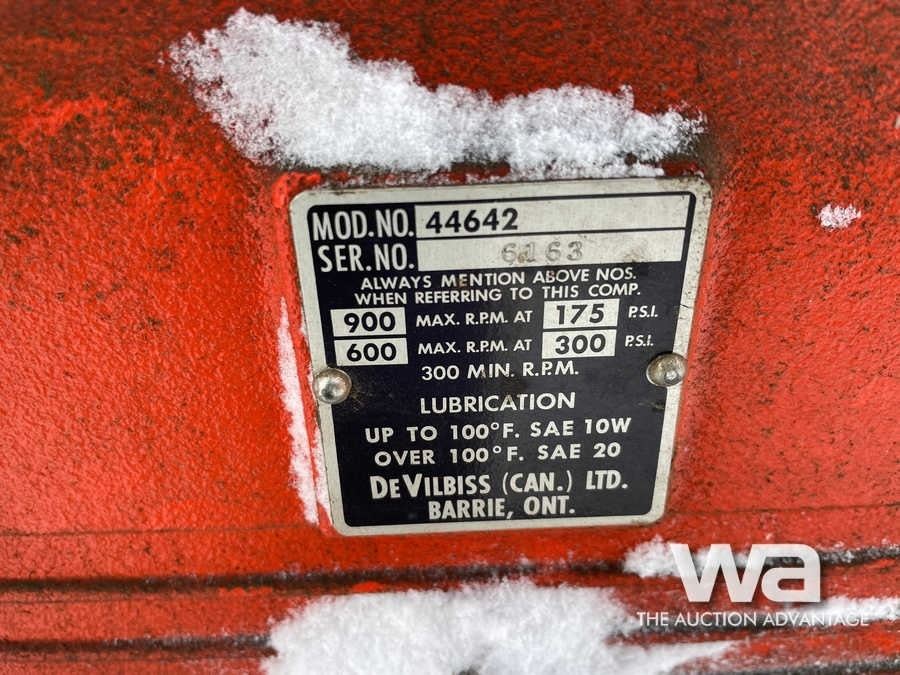 MOD.NO. 44642
SER.NO. 6163
ALWAYS MENTION ABOVE NOS.
WHEN REFERRING TO THIS COMP.
900 MAX. R.P.M. AT 175 P.S.I.
600 MAX. R.P.M. AT 300 P.S.I.
300 MIN. R.P.M.
LUBRICATION
UP TO 100°F. SAE 10W
OVER 100°F. SAE 20
DEVILBISS (CAN.) LTD.
BARRIE, ONT.
wa
THE AUCTION ADVANTAGE